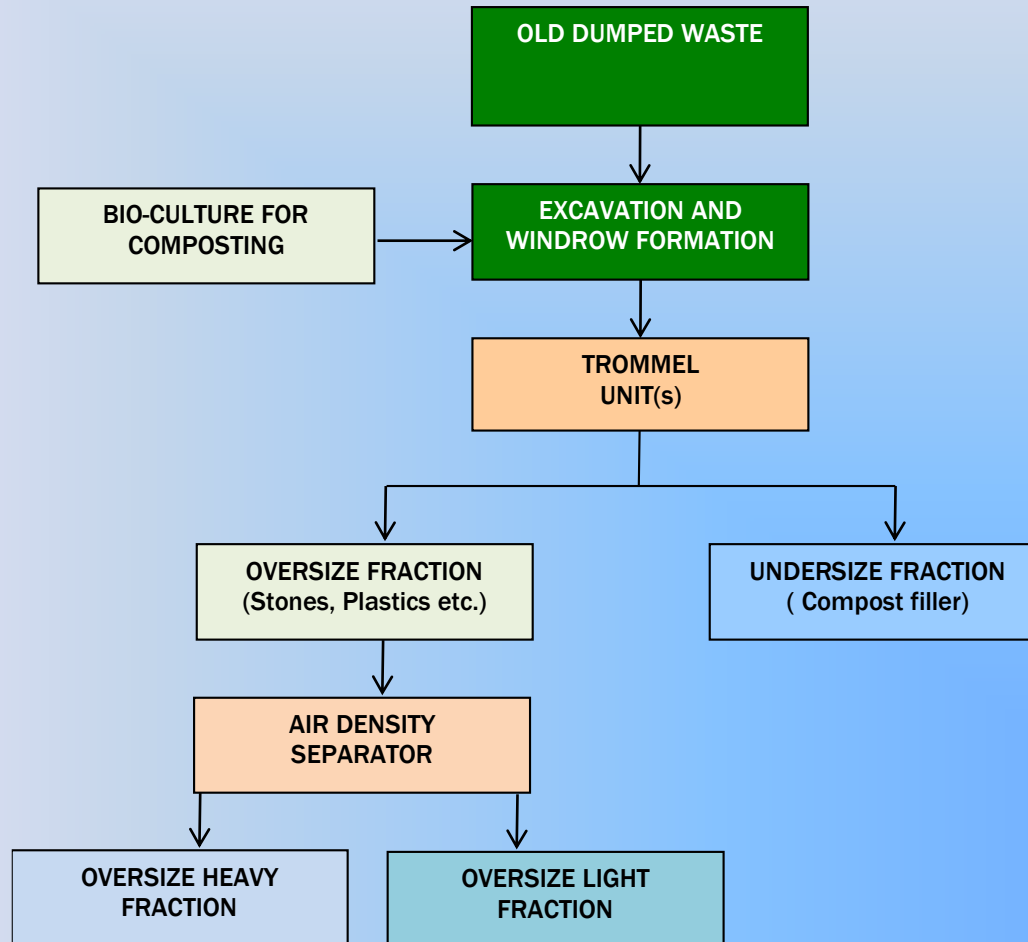 OLD DUMPED WASTE
BIO-CULTURE FOR
COMPOSTING
EXCAVATION AND
WINDROW FORMATION
TROMMEL
UNIT(s)
OVERSIZE FRACTION
(Stones, Plastics etc.)
UNDERSIZE FRACTION
( Compost filler)
AIR DENSITY
SEPARATOR
OVERSIZE HEAVY
FRACTION
OVERSIZE LIGHT
FRACTION